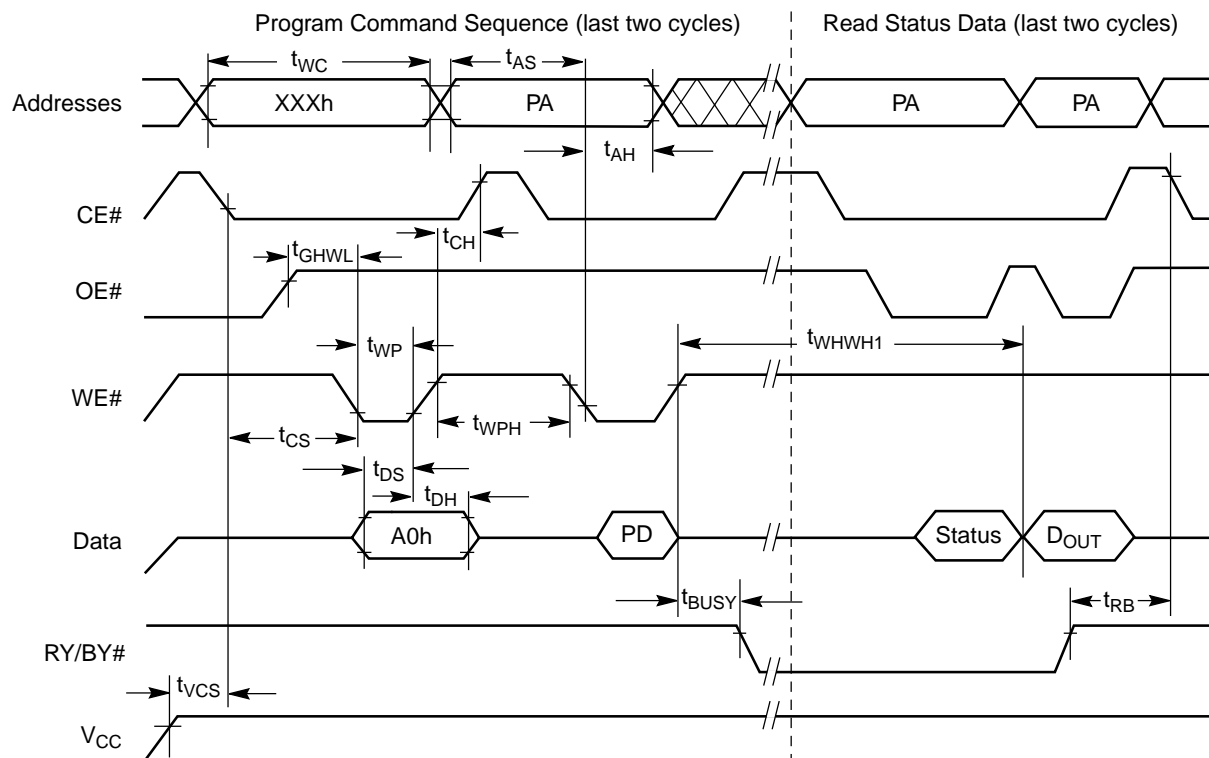 Program Command Sequence (last two cycles)
Read Status Data (last two cycles)
tWC
tAS
Addresses
XXXh
PA
PA
PA
tAH
CE#
tCH
tGHWL
OE#
tWP
tWHWH1
WE#
tWPH
tCS
tDS
tDH
Data
A0h
PD
Status
DOUT
tBUSY
tRB
RY/BY#
tVCS
VCC